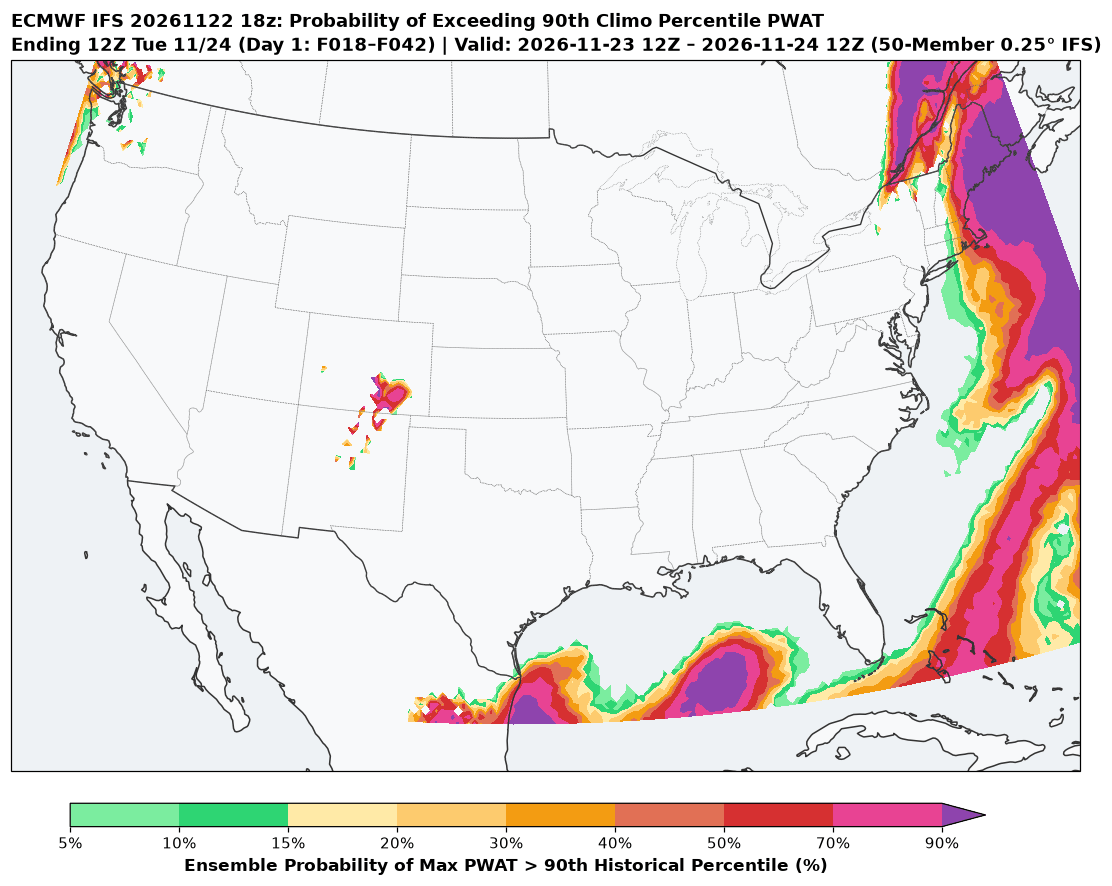 ECMWF IFS 20261122 18z: Probability of Exceeding 90th Climo Percentile PWAT
Ending 12Z Tue 11/24 (Day 1: F018–F042) | Valid: 2026-11-23 12Z – 2026-11-24 12Z (50-Member 0.25° IFS)
5% 10% 15% 20% 30% 40% 50% 70% 90%
Ensemble Probability of Max PWAT > 90th Historical Percentile (%)